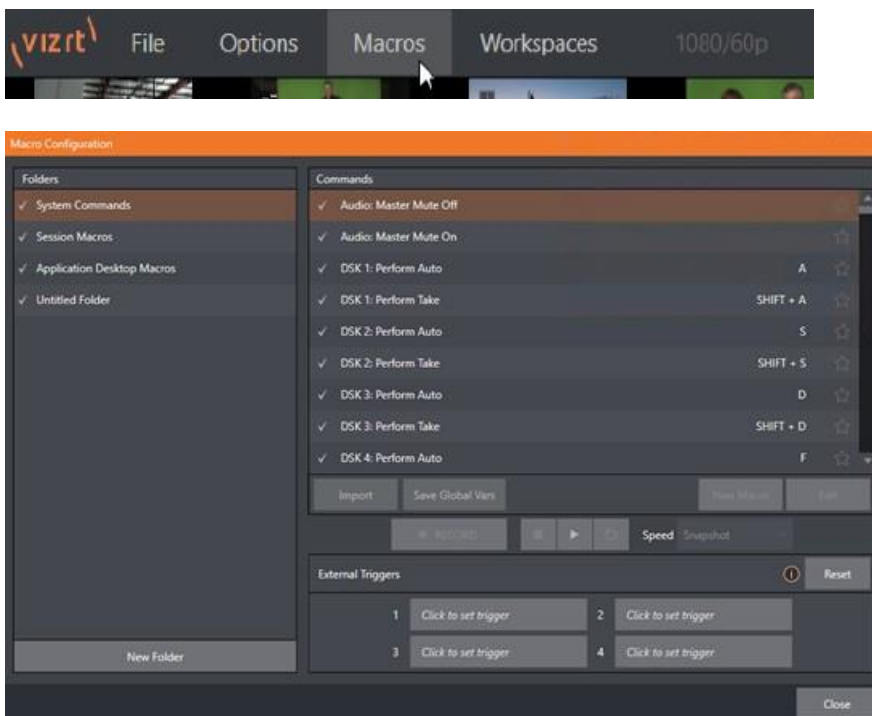 vizrt File Options Macros Workspaces 1080/60p
Macro Configuration
Folders
✓ System Commands
✓ Session Macros
✓ Application Desktop Macros
✓ Untitled Folder
New Folder
Commands
✓ Audio: Master Mute Off
✓ Audio: Master Mute On
✓ DSK 1: Perform Auto A
✓ DSK 1: Perform Take SHIFT + A
✓ DSK 2: Perform Auto S
✓ DSK 2: Perform Take SHIFT + S
✓ DSK 3: Perform Auto D
✓ DSK 3: Perform Take SHIFT + D
✓ DSK 4: Perform Auto F
Import Save Global Vars New Macro Edit
RECORD Speed Snapshot
External Triggers Reset
1 Click to set trigger 2 Click to set trigger
3 Click to set trigger 4 Click to set trigger
Close